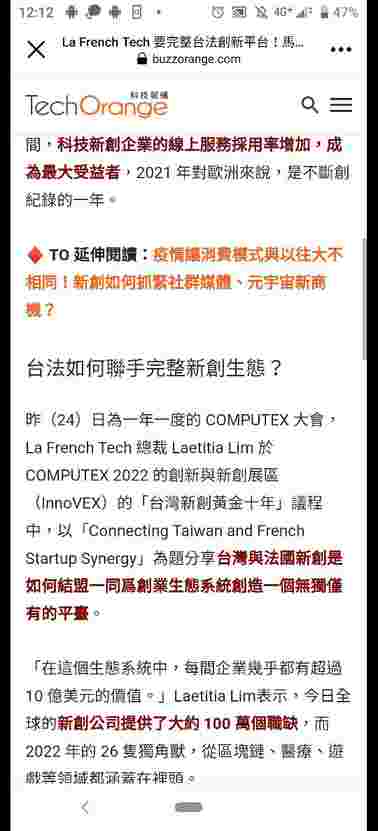 12:12
4G+
47%
La French Tech 要完整台法創新平台！馬...
buzzorange.com
科技報橘
TechOrange
間，科技新創企業的線上服務採用率增加，成
為最大受益者，2021 年對歐洲來說，是不斷創
紀錄的一年。
TO 延伸閱讀：疫情讓消費模式與以往大不
相同！新創如何抓緊社群媒體、元宇宙新商
機？
台法如何聯手完整新創生態？
昨（24）日為一年一度的 COMPUTEX 大會，
La French Tech 總裁 Laetitia Lim 於
COMPUTEX 2022 的創新與新創展區
（InnoVEX）的「台灣新創黃金十年」議程
中，以「Connecting Taiwan and French
Startup Synergy」為題分享台灣與法國新創是
如何結盟一同爲創業生態系統創造一個無獨僅
有的平臺。
「在這個生態系統中，每間企業幾乎都有超過
10 億美元的價值。」Laetitia Lim表示，今日全
球的新創公司提供了大約 100 萬個職缺，而
2022 年的 26 隻獨角獸，從區塊鏈、醫療、遊
戲等領域都涵蓋在裡頭。